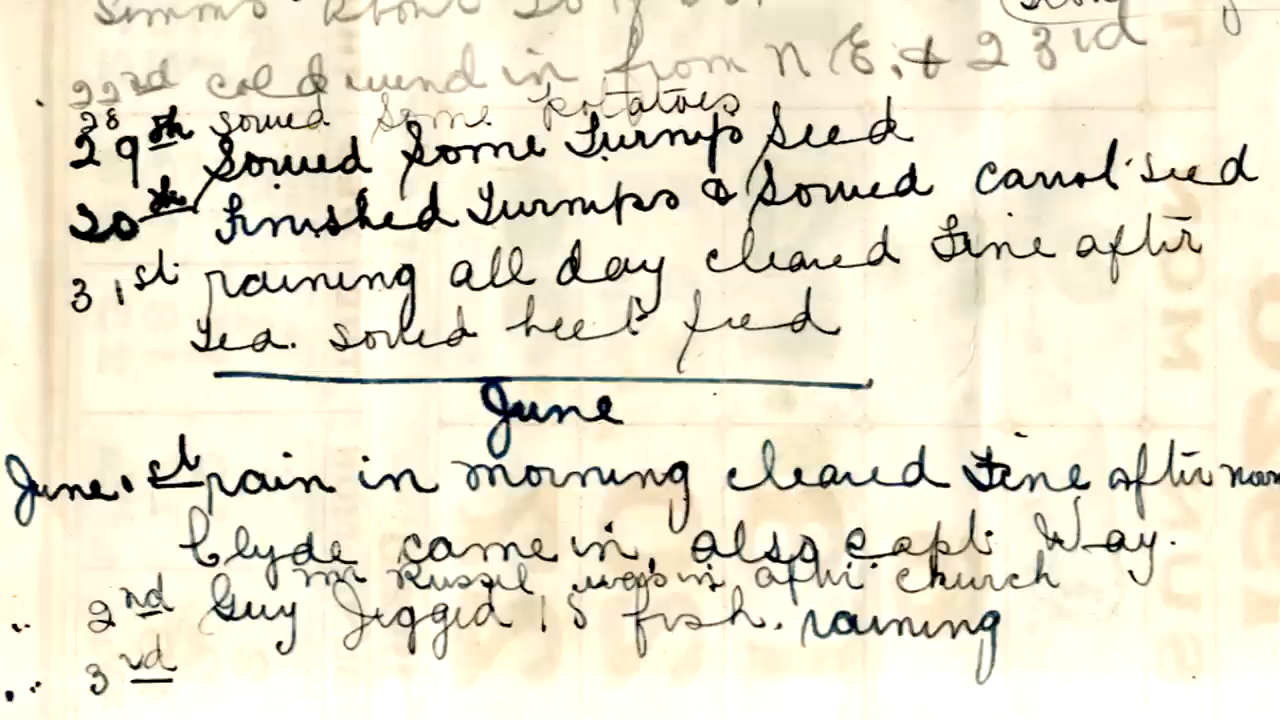 22nd cold wind in from N E. & 23rd
28 sowed some potatoes
29th Sowed Some Turnip Seed
30th finished Turnips & Sowed carrot seed
31st raining all day cleared Fine after
Tea. sowed beet
June
June 1st rain in morning cleared Fine after noon
Clyde came in, also Capt Way.
Mr Russel was in after church
" 2nd Guy Jigged 15 fish. raining
" 3rd